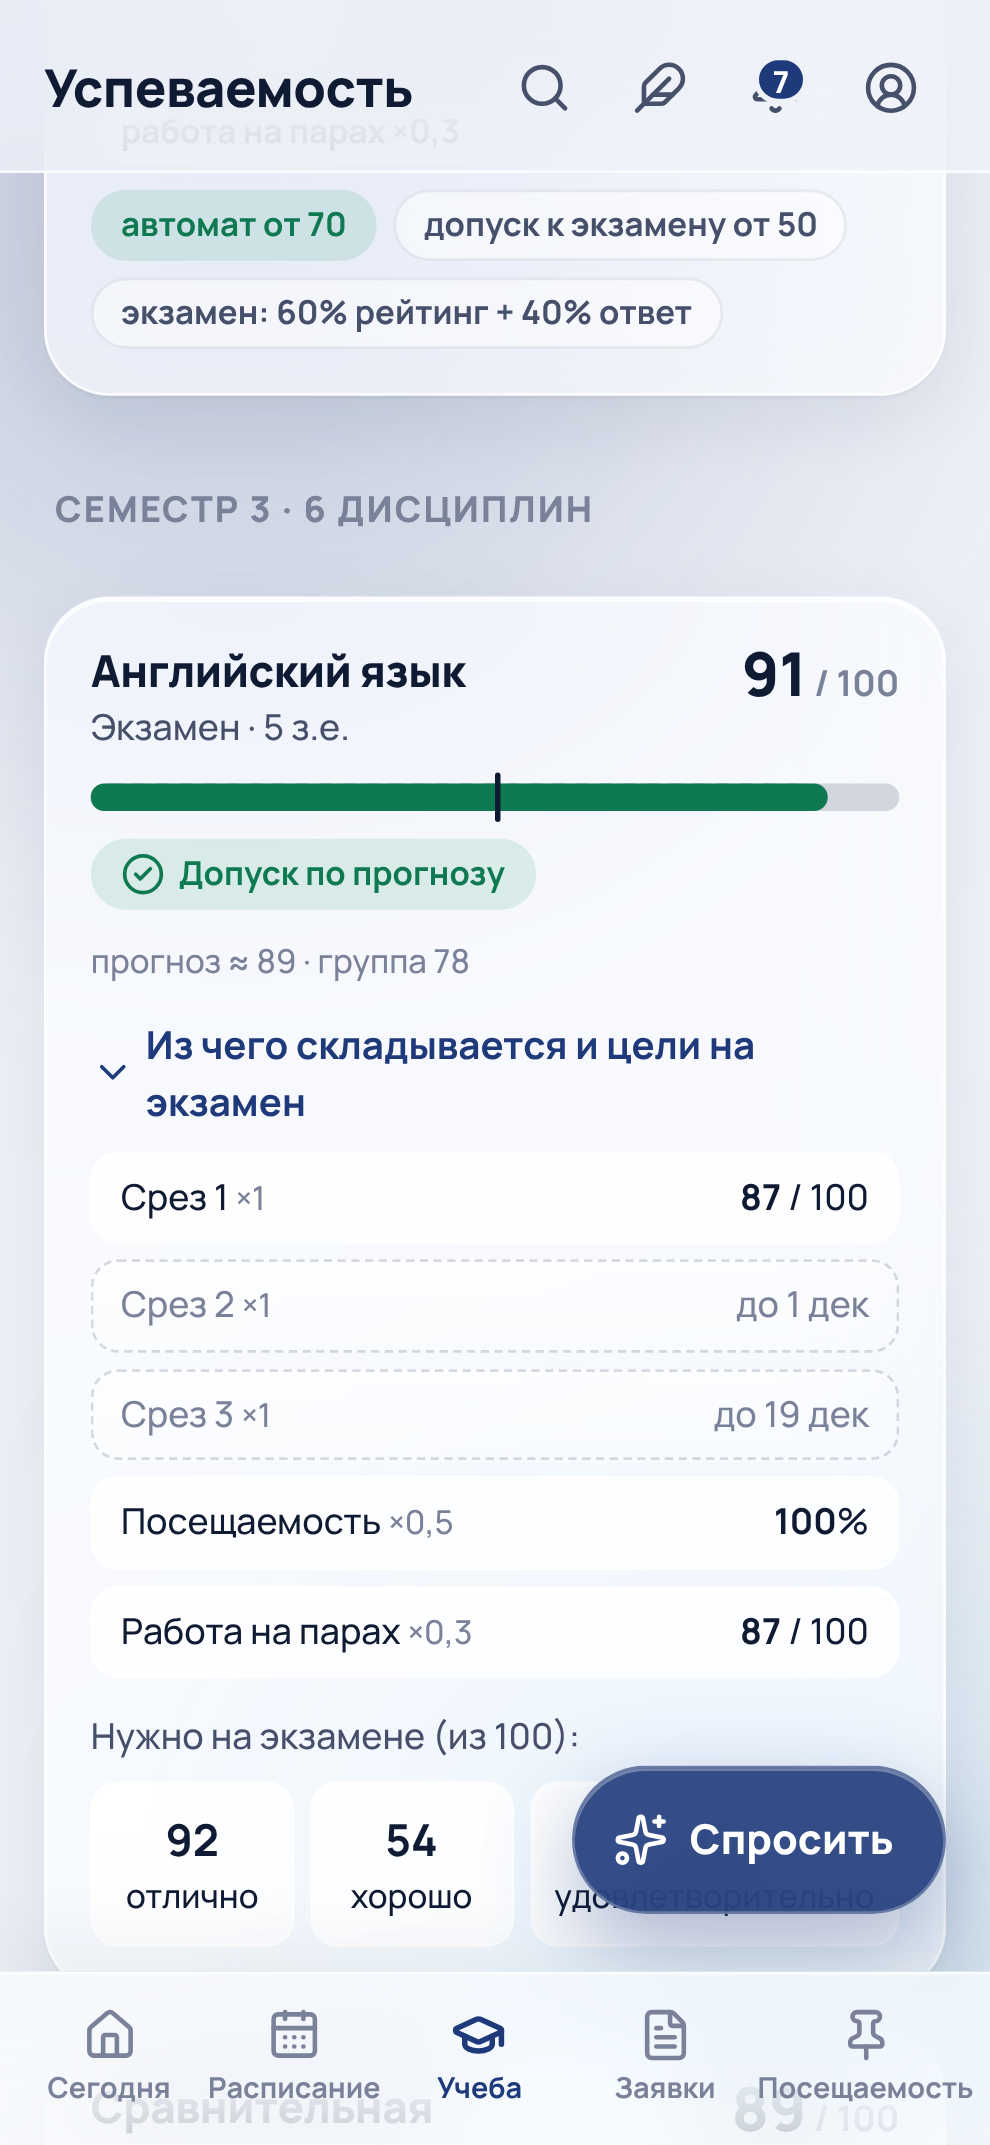 Успеваемость
7
работа на парах ×0,3
автомат от 70
допуск к экзамену от 50
экзамен: 60% рейтинг + 40% ответ
СЕМЕСТР 3 · 6 ДИСЦИПЛИН
Английский язык
91 / 100
Экзамен · 5 з.е.
Допуск по прогнозу
прогноз ≈ 89 · группа 78
Из чего складывается и цели на
экзамен
Срез 1 ×1
87 / 100
Срез 2 ×1
до 1 дек
Срез 3 ×1
до 19 дек
Посещаемость ×0,5
100%
Работа на парах ×0,3
87 / 100
Нужно на экзамене (из 100):
92
отлично
54
хорошо
удовлетворительно
Спросить
Сегодня
Расписание
Учеба
Заявки
Посещаемость
Сравнительная
89 / 100